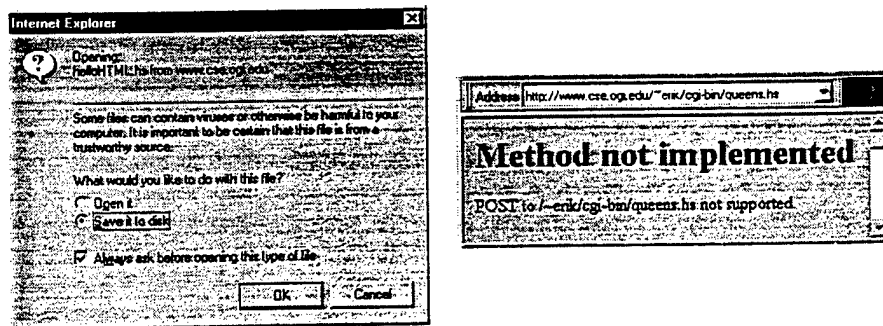 Internet Explorer
Opening:
helloHTML.hs from www.cse.ogi.edu
Some files can contain viruses or otherwise be harmful to your
computer. It is important to be certain that this file is from a
trustworthy source.
What would you like to do with this file?
Open it
Save it to disk
Always ask before opening this type of file
OK
Cancel
Address http://www.cse.ogi.edu/~erik/cgi-bin/queens.hs
Method not implemented
POST to /~erik/cgi-bin/queens.hs not supported.